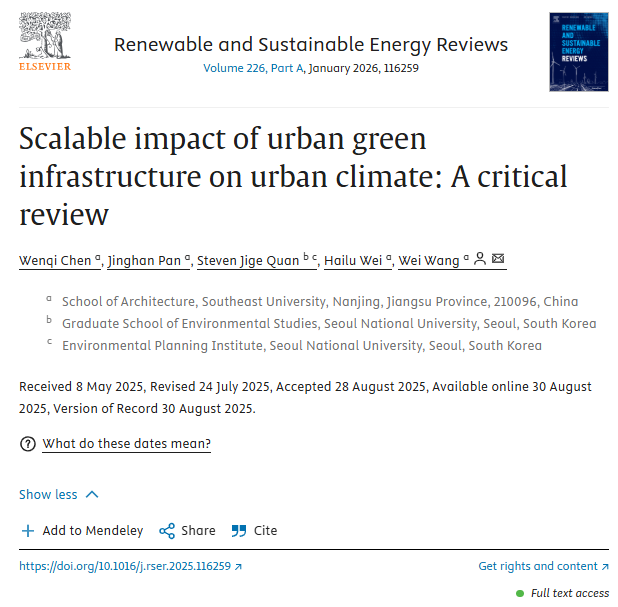 ELSEVIER
Renewable and Sustainable Energy Reviews
Volume 226, Part A, January 2026, 116259
RENEWABLE
AND
SUSTAINABLE
ENERGY
REVIEWS
Scalable impact of urban green
infrastructure on urban climate: A critical
review
Wenqi Chen a, Jinghan Pan a, Steven Jige Quan b c, Hailu Wei a, Wei Wang a
a School of Architecture, Southeast University, Nanjing, Jiangsu Province, 210096, China
b Graduate School of Environmental Studies, Seoul National University, Seoul, South Korea
c Environmental Planning Institute, Seoul National University, Seoul, South Korea
Received 8 May 2025, Revised 24 July 2025, Accepted 28 August 2025, Available online 30 August
2025, Version of Record 30 August 2025.
? What do these dates mean?
Show less
+ Add to Mendeley Share Cite
https://doi.org/10.1016/j.rser.2025.116259 ↗ Get rights and content ↗
Full text access